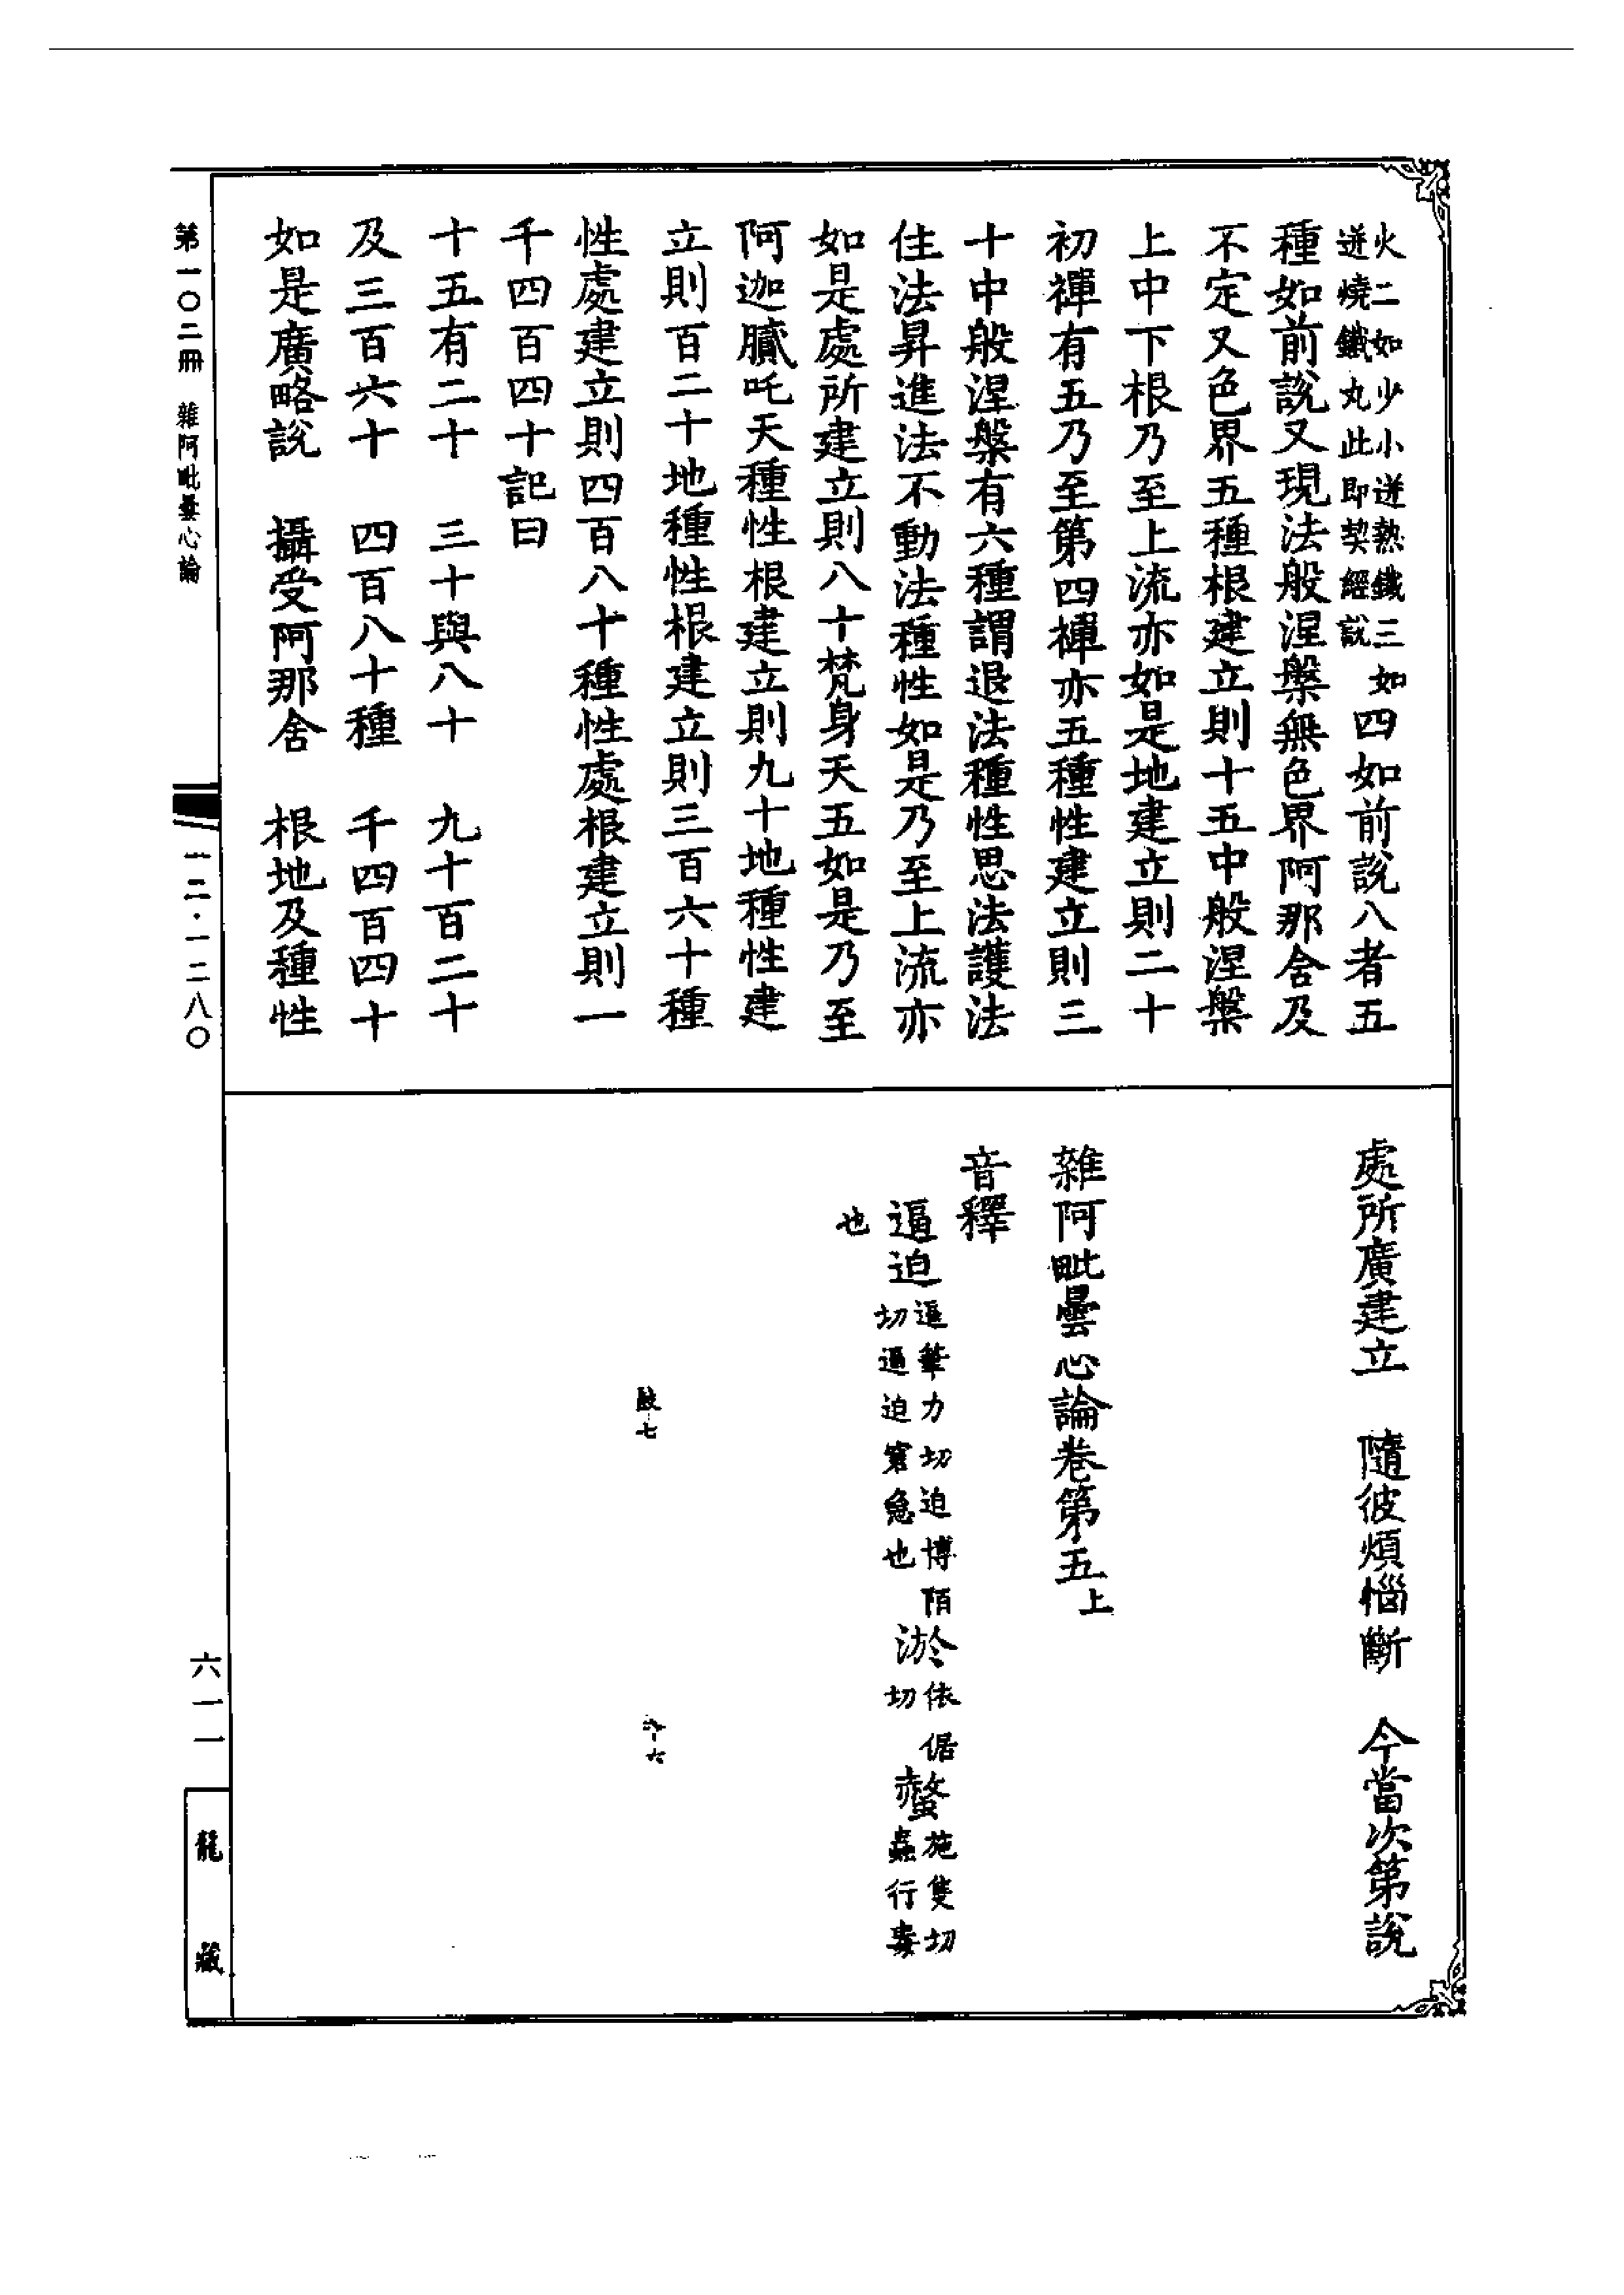 火二如少小迸熱鐵三如
迸燒鐵丸此即契經說
四如前說八者五
種如前說又現法般涅槃無色界阿那舍及
不定又色界五種根建立則十五中般涅槃
上中下根乃至上流亦如是地建立則二十
初禪有五乃至第四禪亦五種性建立則三
十中般涅槃有六種謂退法種性思法護法
住法昇進法不動法種性如是乃至上流亦
如是處所建立則八十梵身天五如是乃至
阿迦膩吒天種性根建立則九十地種性建
立則百二十地種性根建立則三百六十種
性處建立則四百八十種性處根建立則一
千四百四十記曰
十五有二十　三十與八十　九十百二十
及三百六十　四百八十種　千四百四十
如是廣略說　攝受阿那舍　根地及種性
處所廣建立　隨彼煩惱斷　今當次第說
雜阿毗曇心論卷第五上
音釋
逼迫
逼筆力切迫博陌
切逼迫窘急也
淤
依倨
切
螫
施隻切
蟲行毒
也
七
十六
第一〇二冊　雜阿毗曇心論
一二·一二八〇
六一一
龍藏